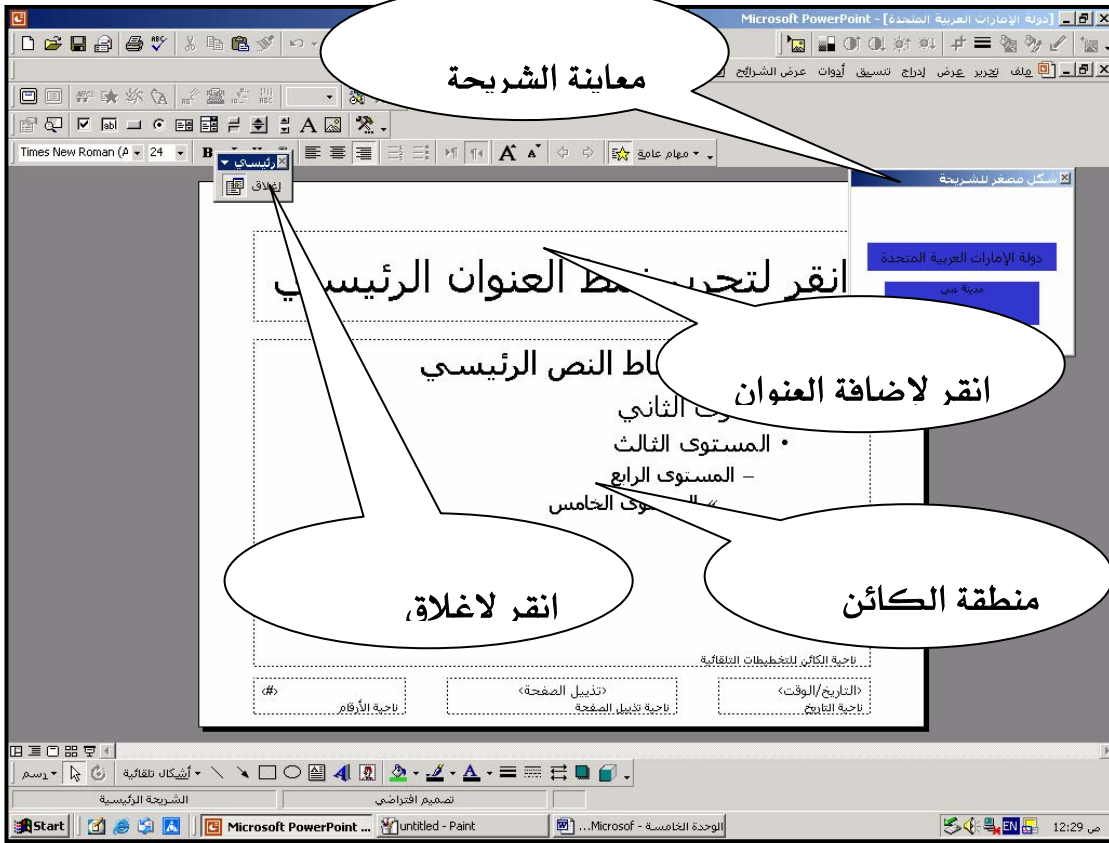 Microsoft PowerPoint - [دولة الإمارات العربية المتحدة]
معاينة الشريحة
ملف تحرير عرض إدراج تنسيق أدوات عرض الشرائح
Times New Roman (A 24 B
مهام عامة
رئيسي
إغلاق
شكل مصغر للشريحة
دولة الإمارات العربية المتحدة
مدينة دبي
انقر لتحرير نمط العنوان الرئيسي
انقر لإضافة العنوان
النص الرئيسي
الثاني
• المستوى الثالث
– المستوى الرابع
» المستوى الخامس
منطقة الكائن
انقر لاغلاق
ناحية الكائن للتخطيطات التلقائية
<التاريخ/الوقت>
ناحية التاريخ
<تذييل الصفحة>
ناحية تذييل الصفحة
<#>
ناحية الأرقام
رسم أشكال تلقائية
الشريحة الرئيسية
تصميم افتراضي
Start
Microsoft PowerPoint ...
untitled - Paint
الوحدة الخامسة - Microsof...
EN
12:29 ص